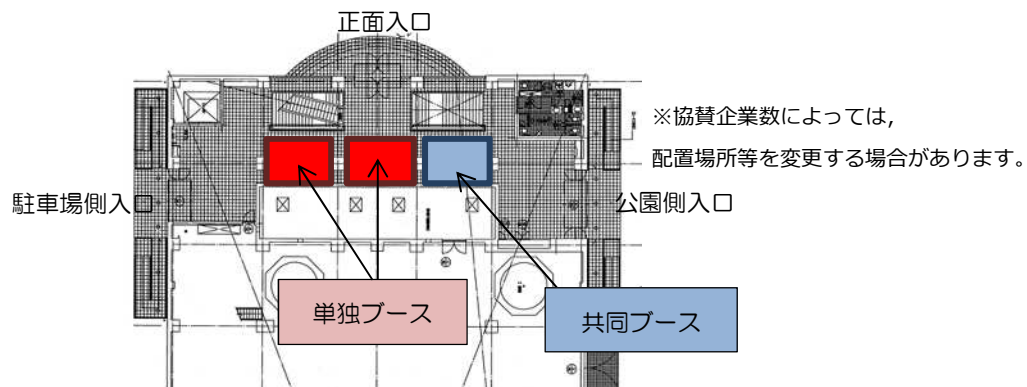 正面入口
※協賛企業数によっては,
配置場所等を変更する場合があります。
駐車場側入口
公園側入口
単独ブース
共同ブース